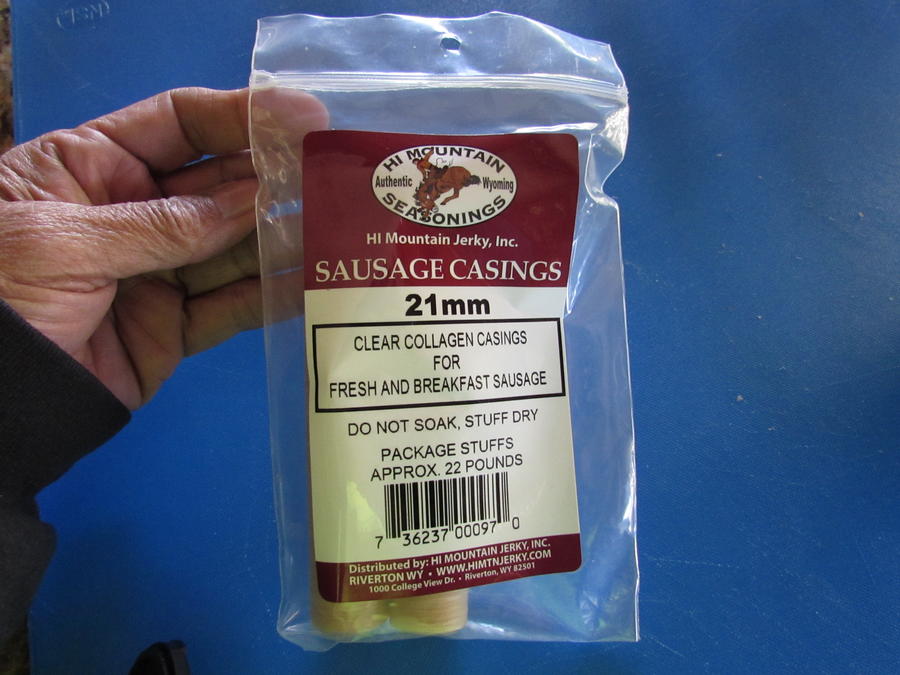 (TSM)
HI MOUNTAIN
Authentic Wyoming
SEASONINGS
HI Mountain Jerky, Inc.
SAUSAGE CASINGS
21mm
CLEAR COLLAGEN CASINGS
FOR
FRESH AND BREAKFAST SAUSAGE
DO NOT SOAK, STUFF DRY
PACKAGE STUFFS
APPROX. 22 POUNDS
7 36237 00097 0
Distributed by: HI MOUNTAIN JERKY, INC.
RIVERTON WY • WWW.HIMTNJERKY.COM
1000 College View Dr. • Riverton, WY 82501